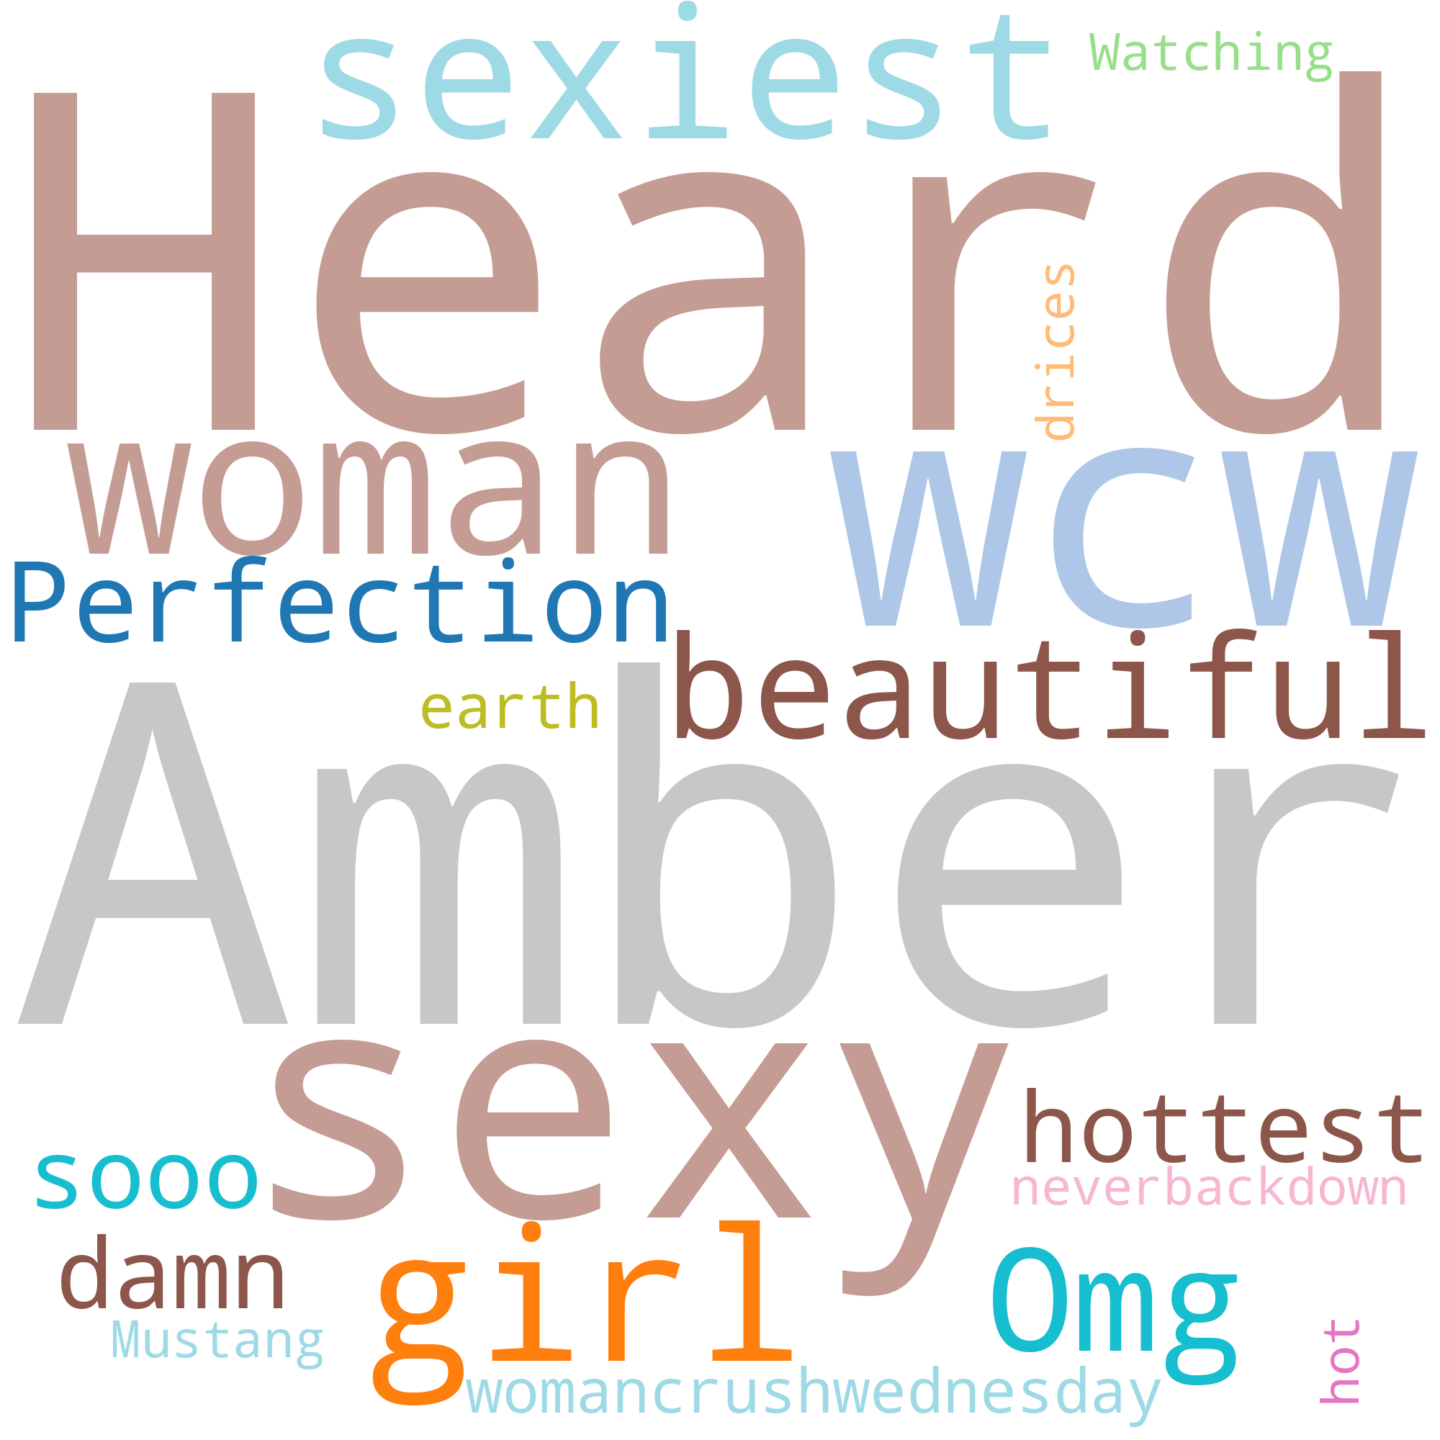 sexiest
Watching
Heard
drices
woman
wcw
Perfection
beautiful
earth
Amber
sexy
hottest
sooo
neverbackdown
damn
girl
Omg
Mustang
hot
womancrushwednesday